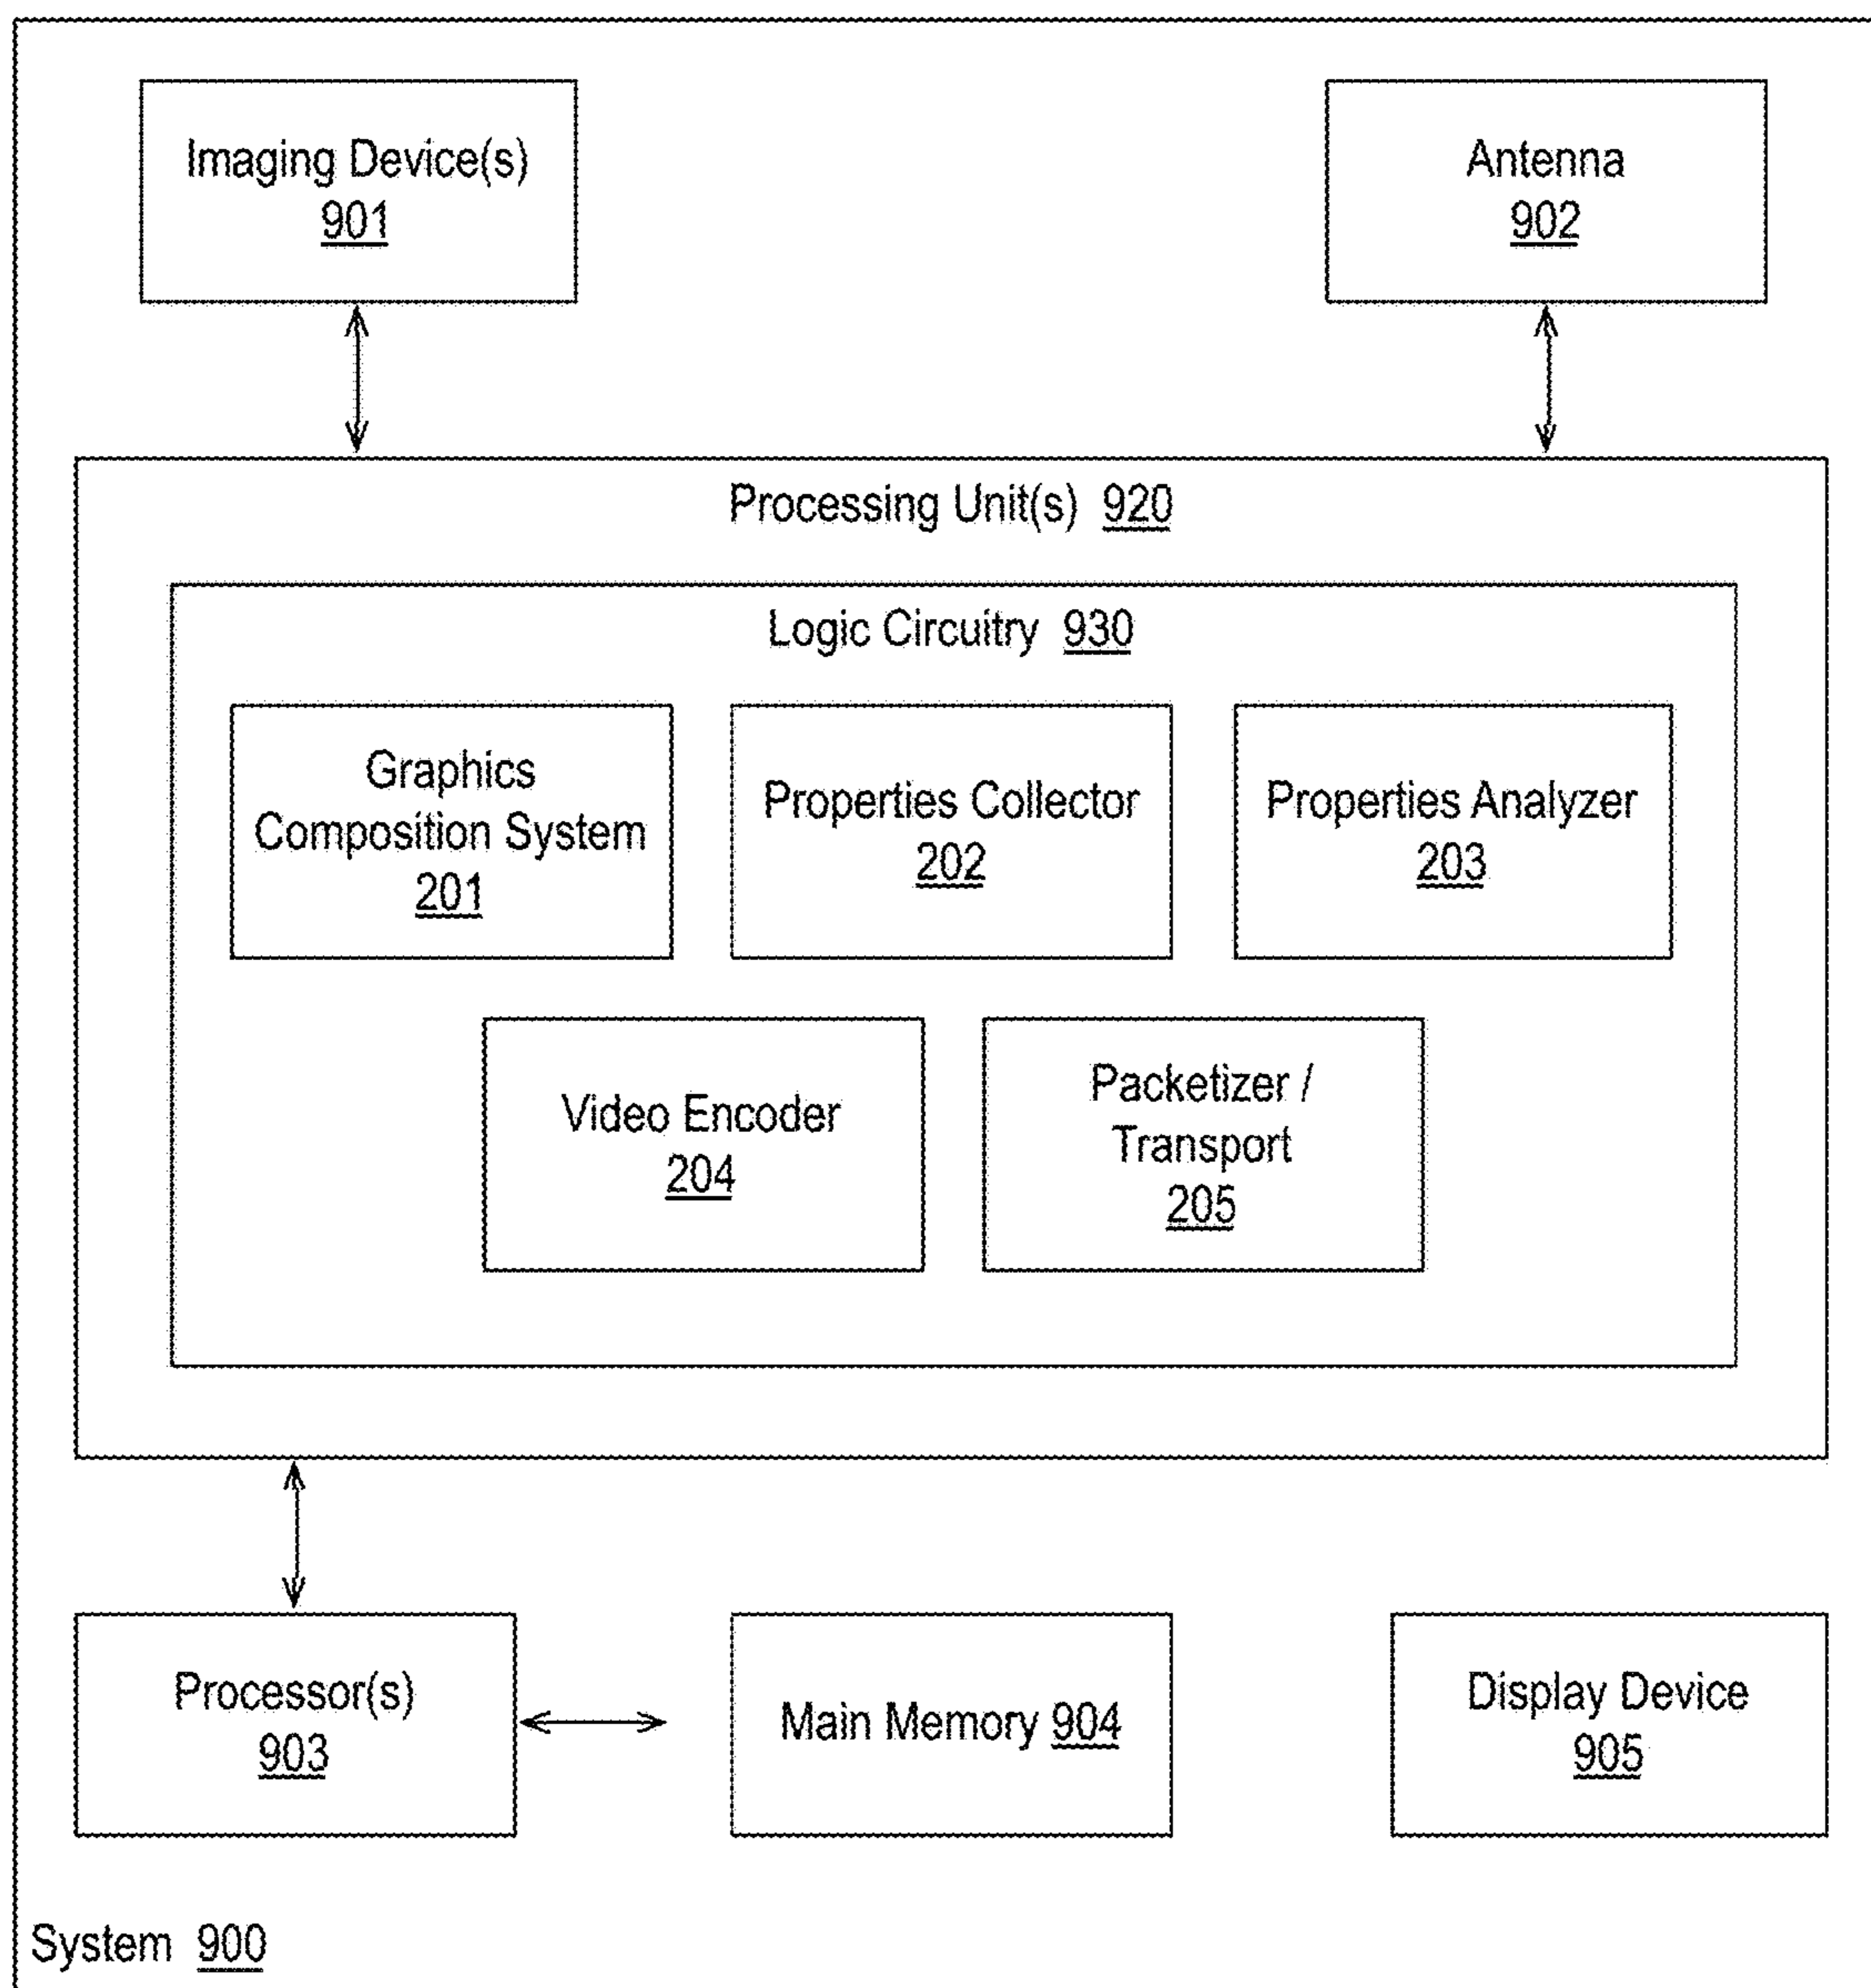 Imaging Device(s)
901
Antenna
902
Processing Unit(s) 920
Logic Circuitry 930
Graphics
Composition System
201
Properties Collector
202
Properties Analyzer
203
Video Encoder
204
Packetizer /
Transport
205
Processor(s)
903
Main Memory 904
Display Device
905
System 900